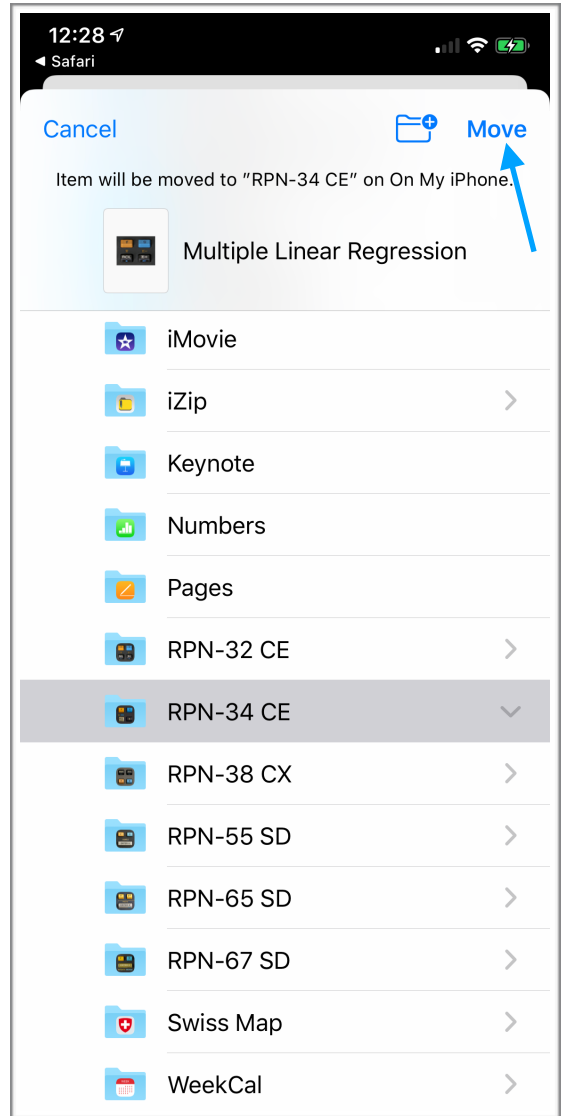 12:28
◀ Safari
Cancel
Move
Item will be moved to "RPN-34 CE" on On My iPhone.
Multiple Linear Regression
iMovie
iZip
Keynote
Numbers
Pages
RPN-32 CE
RPN-34 CE
RPN-38 CX
RPN-55 SD
RPN-65 SD
RPN-67 SD
Swiss Map
WeekCal